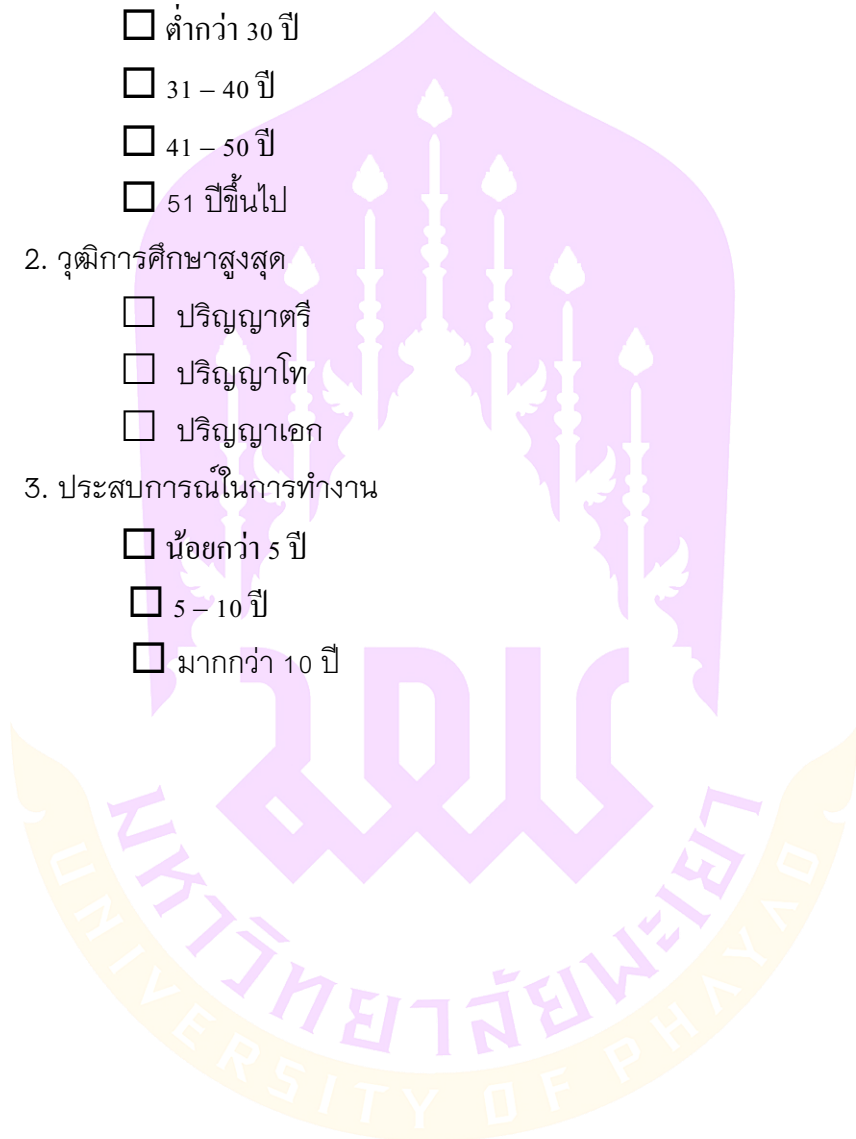 ☐ ต่ำกว่า 30 ปี
☐ 31 – 40 ปี
☐ 41 – 50 ปี
☐ 51 ปีขึ้นไป
2. วุฒิการศึกษาสูงสุด
☐ ปริญญาตรี
☐ ปริญญาโท
☐ ปริญญาเอก
3. ประสบการณ์ในการทำงาน
☐ น้อยกว่า 5 ปี
☐ 5 – 10 ปี
☐ มากกว่า 10 ปี
มหาวิทยาลัยพะเยา
UNIVERSITY OF PHAYAO